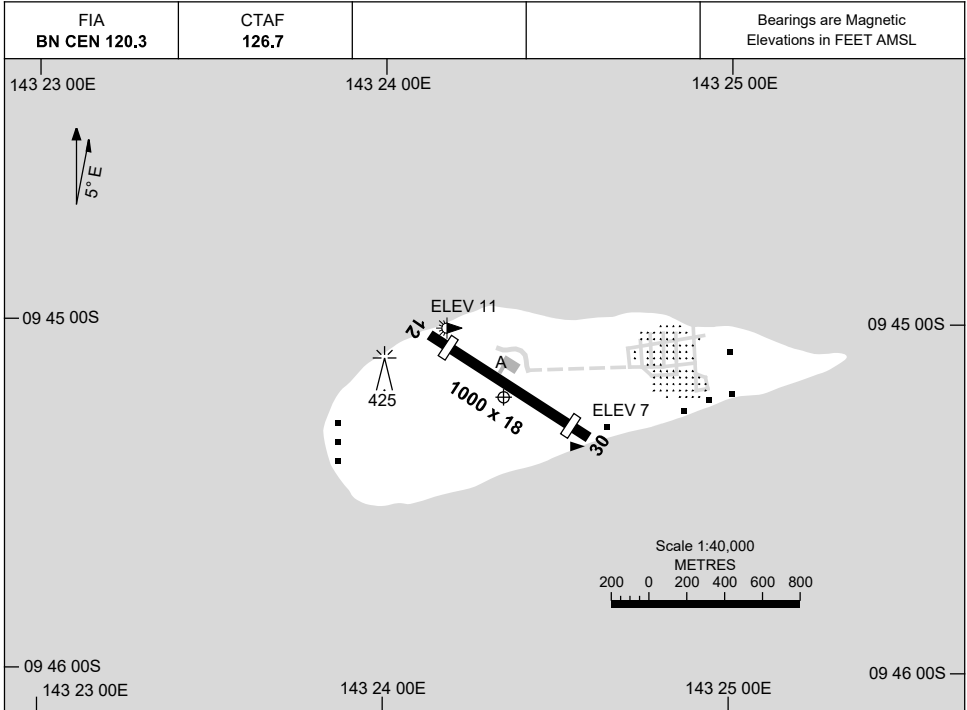 FIA
BN CEN 120.3
CTAF
126.7
Bearings are Magnetic
Elevations in FEET AMSL
143 23 00E
143 24 00E
143 25 00E
5° E
ELEV 11
09 45 00S
09 45 00S
12
A
425
1000 x 18
ELEV 7
30
Scale 1:40,000
METRES
200 0 200 400 600 800
09 46 00S
09 46 00S
143 23 00E
143 24 00E
143 25 00E